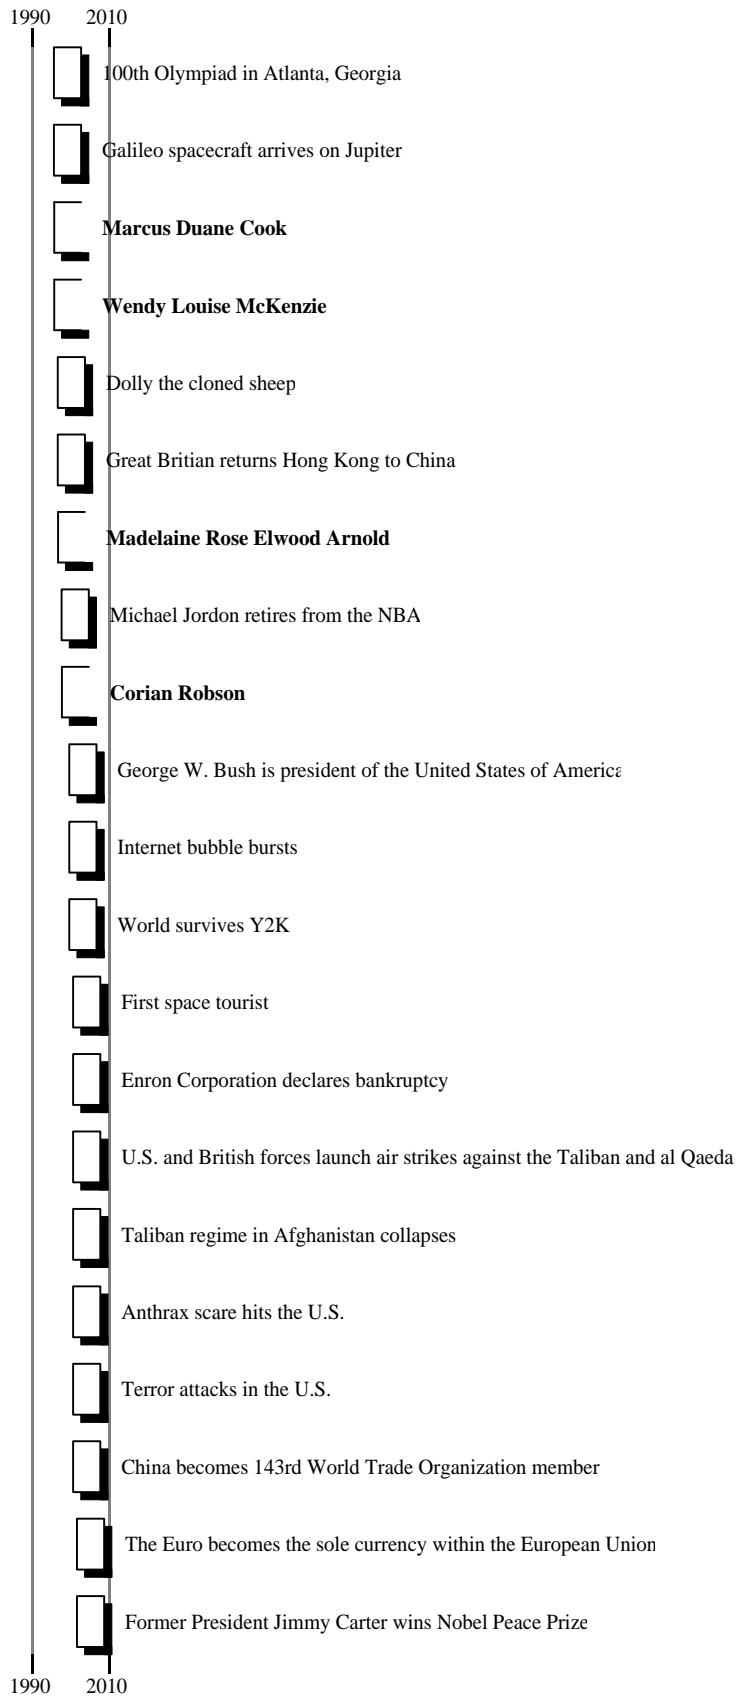 1990 2010
100th Olympiad in Atlanta, Georgia
Galileo spacecraft arrives on Jupiter
Marcus Duane Cook
Wendy Louise McKenzie
Dolly the cloned sheep
Great Britian returns Hong Kong to China
Madelaine Rose Elwood Arnold
Michael Jordon retires from the NBA
Corian Robson
George W. Bush is president of the United States of America
Internet bubble bursts
World survives Y2K
First space tourist
Enron Corporation declares bankruptcy
U.S. and British forces launch air strikes against the Taliban and al Qaeda
Taliban regime in Afghanistan collapses
Anthrax scare hits the U.S.
Terror attacks in the U.S.
China becomes 143rd World Trade Organization member
The Euro becomes the sole currency within the European Union
Former President Jimmy Carter wins Nobel Peace Prize
1990 2010